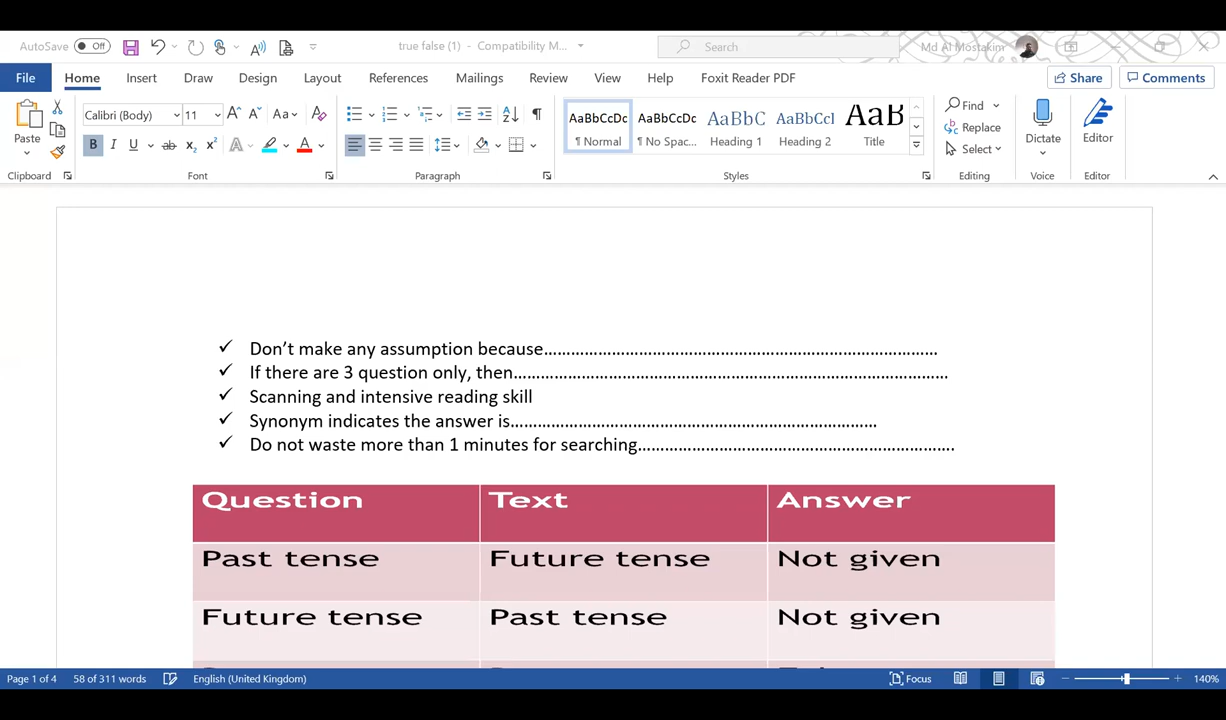 AutoSave Off true false (1) - Compatibility M... Search Md Al Mostakim
File Home Insert Draw Design Layout References Mailings Review View Help Foxit Reader PDF Share Comments
Paste Calibri (Body) 11 A A Aa A AaBbCcDc AaBbCcDc AaBbC AaBbCcI AaB Find Replace Select Dictate Editor
B I U ab x₂ x² A A ¶ Normal ¶ No Spac... Heading 1 Heading 2 Title
Clipboard Font Paragraph Styles Editing Voice Editor
✓ Don't make any assumption because……………………………………………………………………………
✓ If there are 3 question only, then……………………………………………………………………………………
✓ Scanning and intensive reading skill
✓ Synonym indicates the answer is………………………………………………………………………
✓ Do not waste more than 1 minutes for searching…………………………………………………………….
Question Text Answer
Past tense Future tense Not given
Future tense Past tense Not given
Page 1 of 4 58 of 311 words English (United Kingdom) Focus 140%